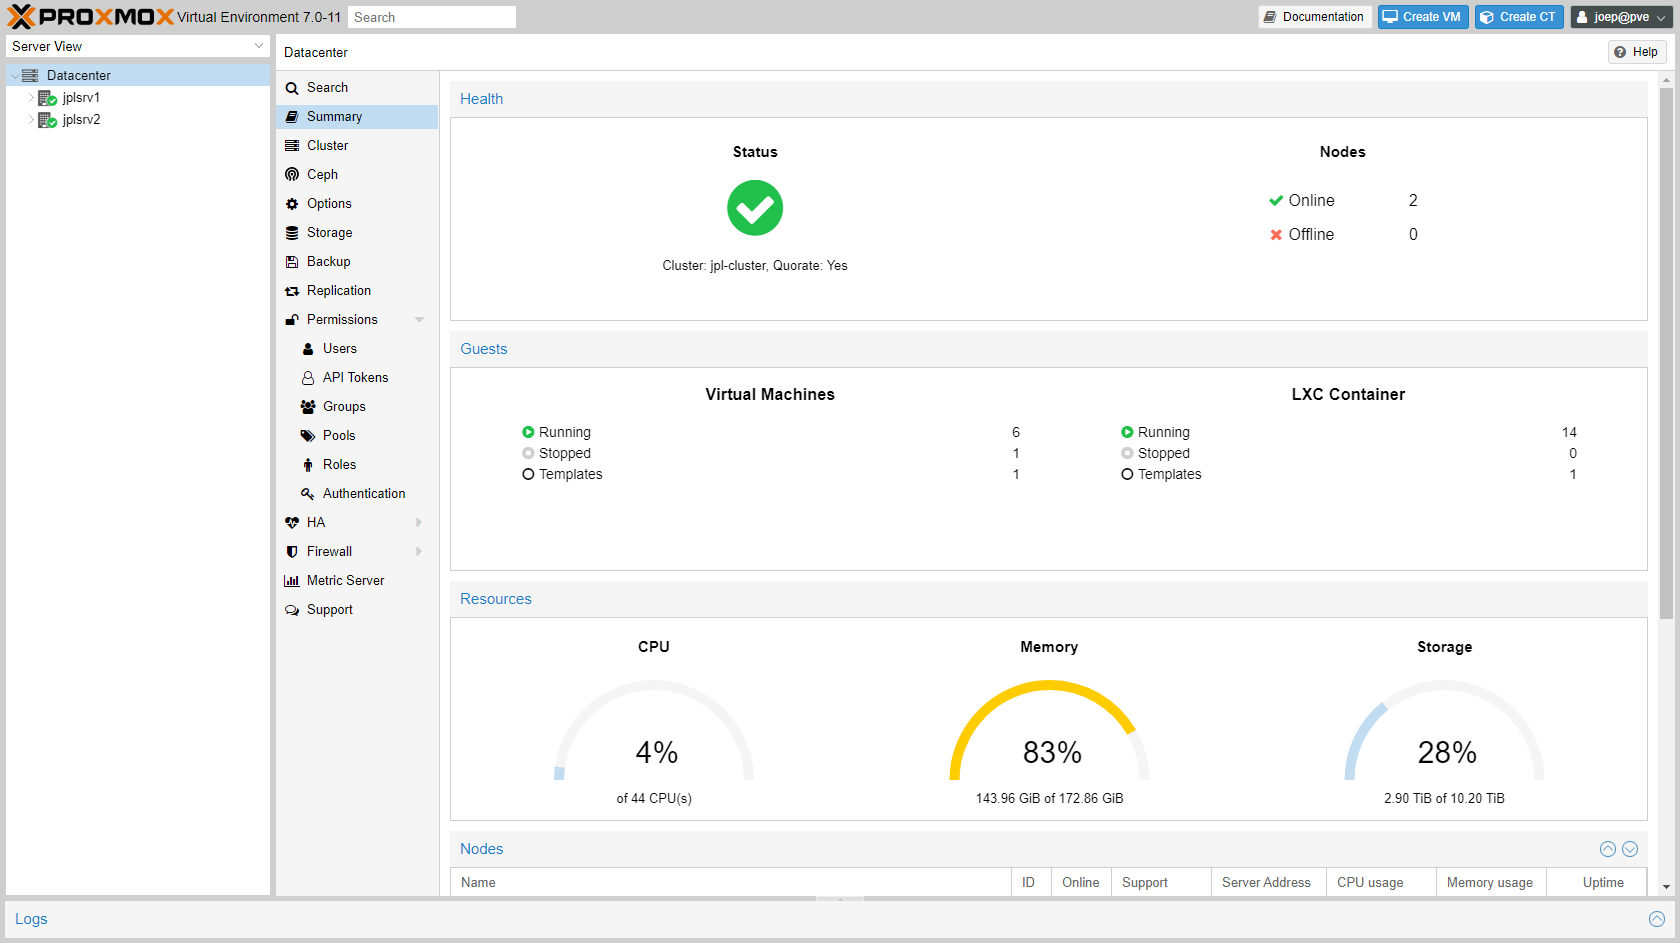 PROXMOX Virtual Environment 7.0-11 Search Documentation Create VM Create CT joep@pve
Server View
Datacenter
jplsrv1
jplsrv2
Datacenter Help
Search
Summary
Cluster
Ceph
Options
Storage
Backup
Replication
Permissions
Users
API Tokens
Groups
Pools
Roles
Authentication
HA
Firewall
Metric Server
Support
Health
Status
Cluster: jpl-cluster, Quorate: Yes
Nodes
Online 2
Offline 0
Guests
Virtual Machines
Running 6
Stopped 1
Templates 1
LXC Container
Running 14
Stopped 0
Templates 1
Resources
CPU
4%
of 44 CPU(s)
Memory
83%
143.96 GiB of 172.86 GiB
Storage
28%
2.90 TiB of 10.20 TiB
Nodes
Name ID Online Support Server Address CPU usage Memory usage Uptime
Logs